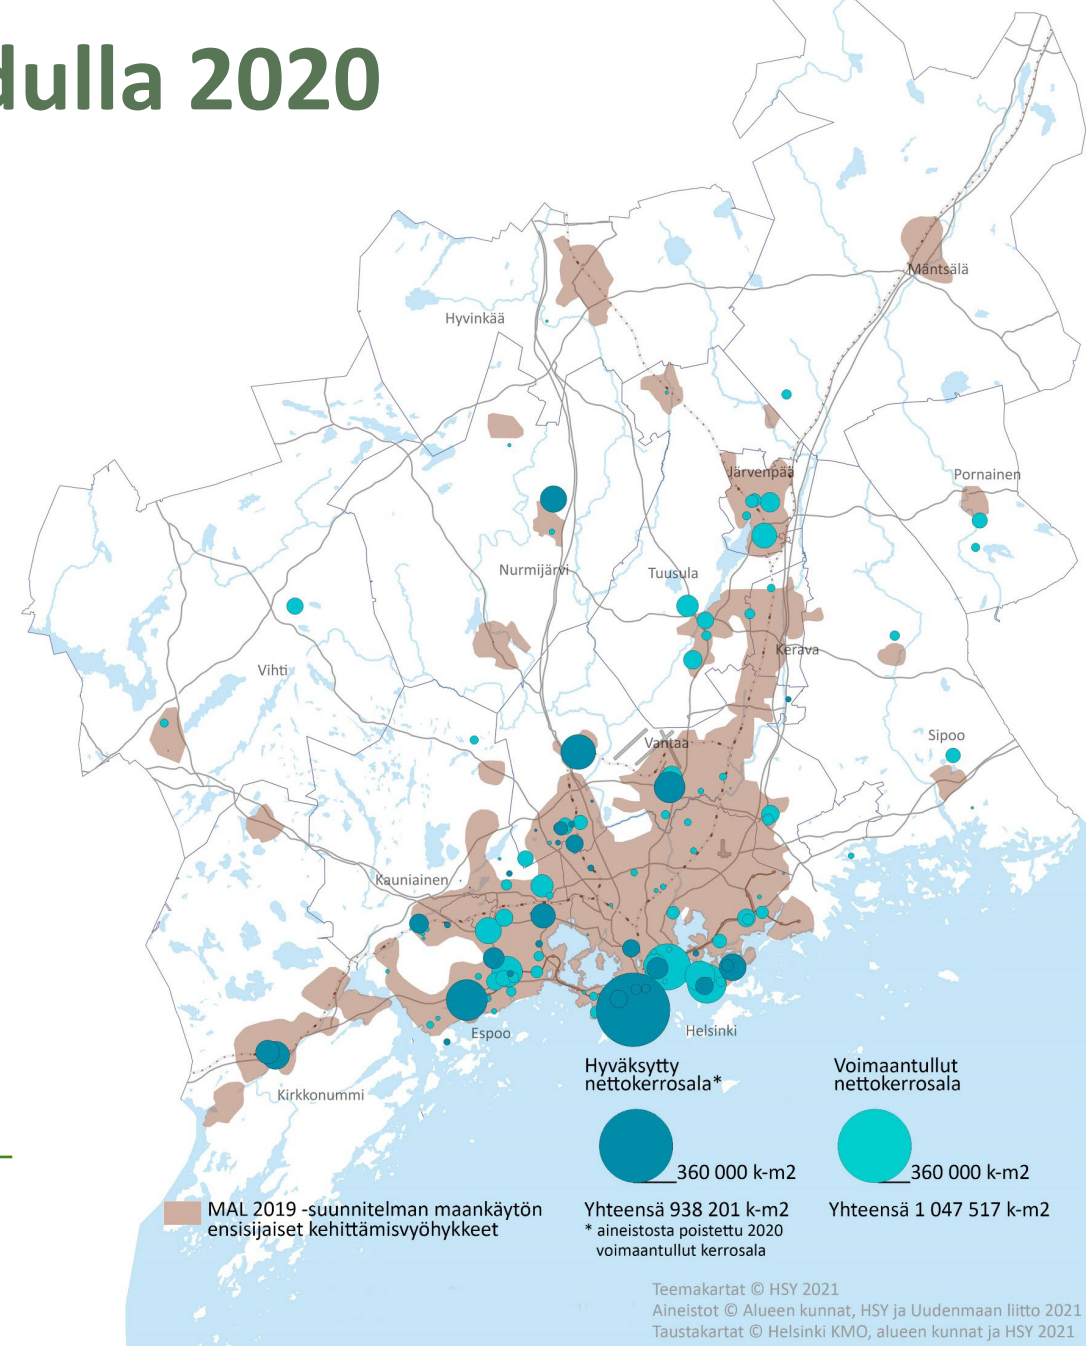 dulla 2020
Mäntsälä
Hyvinkää
Järvenpää
Pornainen
Nurmijärvi
Tuusula
Kerava
Vihti
Sipoo
Vantaa
Kauniainen
Espoo
Helsinki
Kirkkonummi
Hyväksytty
nettokerrosala*
360 000 k-m2
Yhteensä 938 201 k-m2
* aineistosta poistettu 2020
voimaantullut kerrosala
Voimaantullut
nettokerrosala
360 000 k-m2
Yhteensä 1 047 517 k-m2
MAL 2019 -suunnitelman maankäytön
ensisijaiset kehittämisvyöhykkeet
Teemakartat © HSY 2021
Aineistot © Alueen kunnat, HSY ja Uudenmaan liitto 2021
Taustakartat © Helsinki KMO, alueen kunnat ja HSY 2021